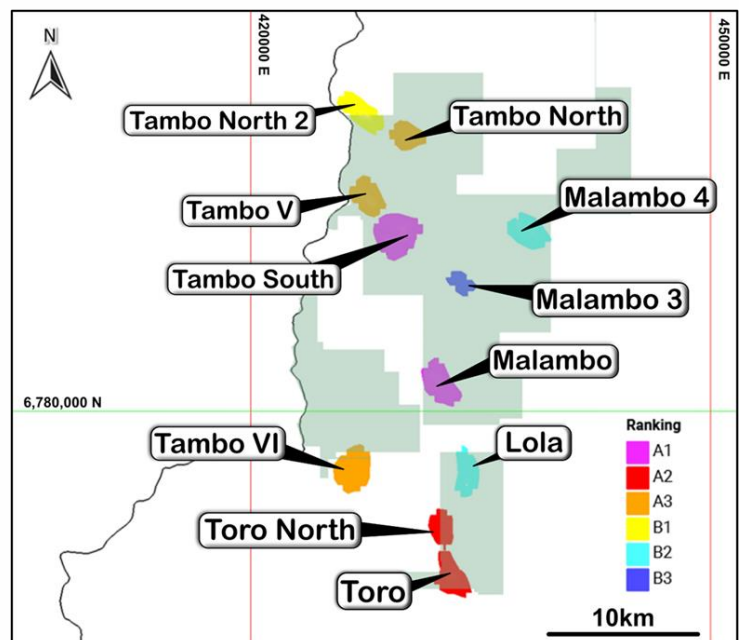 N
420000 E
450000 E
Tambo North 2
Tambo North
Tambo V
Malambo 4
Tambo South
Malambo 3
Malambo
6,780,000 N
Tambo VI
Lola
Toro North
Toro
Ranking
A1
A2
A3
B1
B2
B3
10km